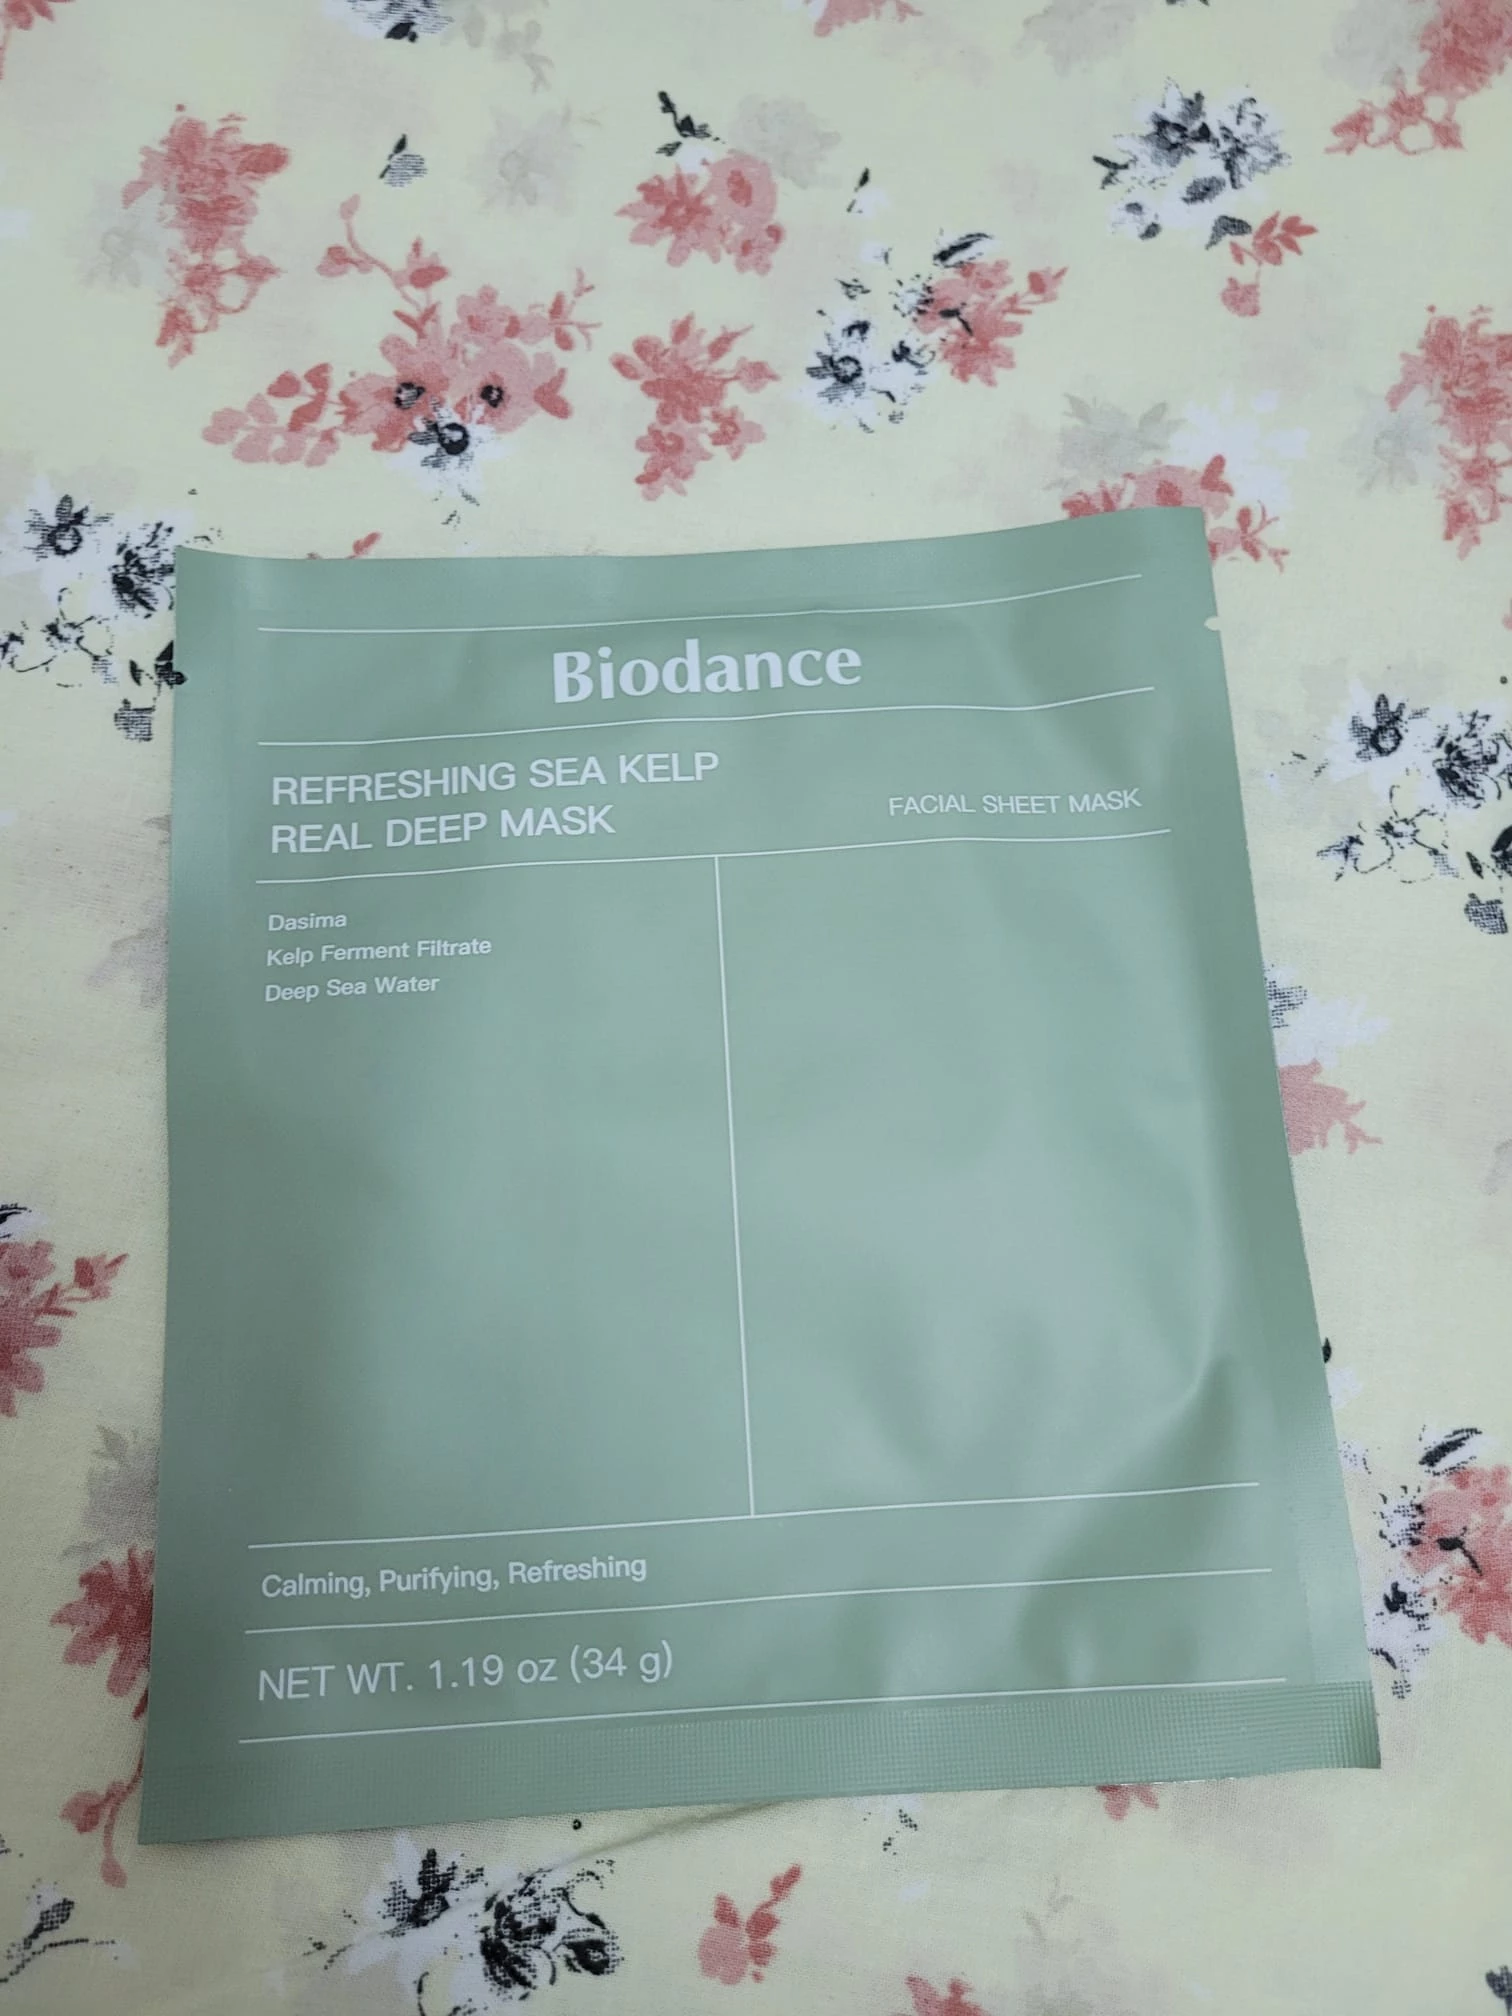 Biodance
REFRESHING SEA KELP
REAL DEEP MASK
FACIAL SHEET MASK
Dasima
Kelp Ferment Filtrate
Deep Sea Water
Calming, Purifying, Refreshing
NET WT. 1.19 oz (34 g)